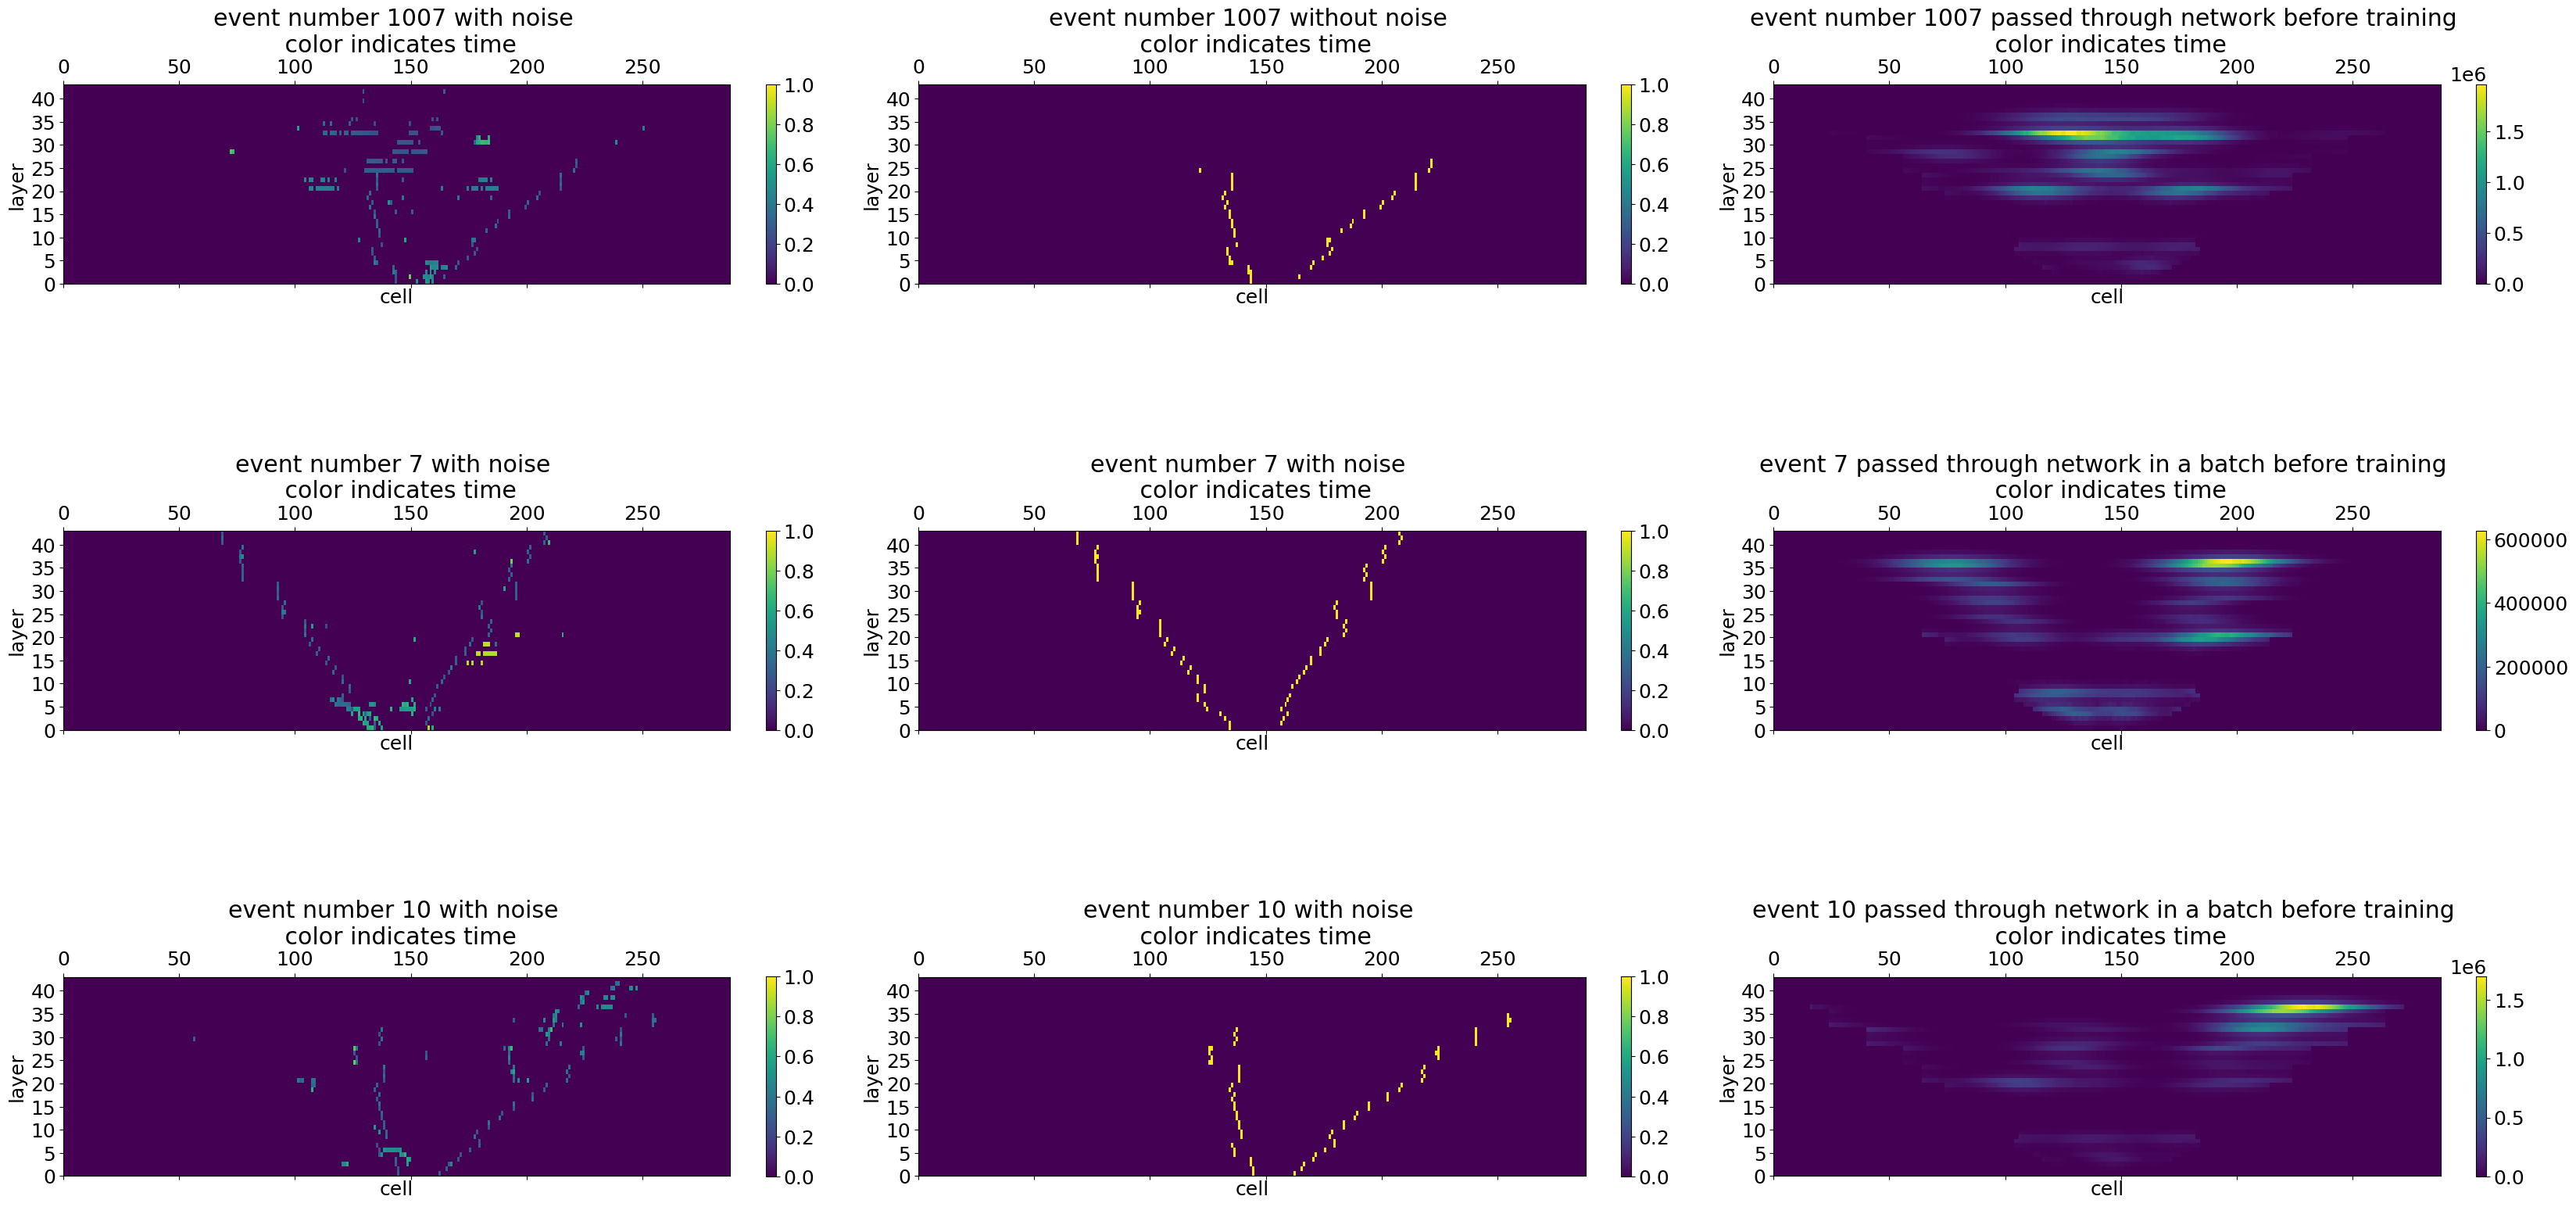 event number 1007 with noise
color indicates time
0 50 100 150 200 250
40 35 30 25 20 15 10 5 0
layer
cell
1.0 0.8 0.6 0.4 0.2 0.0
event number 1007 without noise
color indicates time
0 50 100 150 200 250
40 35 30 25 20 15 10 5 0
layer
cell
1.0 0.8 0.6 0.4 0.2 0.0
event number 1007 passed through network before training
color indicates time
0 50 100 150 200 250
40 35 30 25 20 15 10 5 0
layer
cell
1e6
1.5 1.0 0.5 0.0
event number 7 with noise
color indicates time
0 50 100 150 200 250
40 35 30 25 20 15 10 5 0
layer
cell
1.0 0.8 0.6 0.4 0.2 0.0
event number 7 with noise
color indicates time
0 50 100 150 200 250
40 35 30 25 20 15 10 5 0
layer
cell
1.0 0.8 0.6 0.4 0.2 0.0
event 7 passed through network in a batch before training
color indicates time
0 50 100 150 200 250
40 35 30 25 20 15 10 5 0
layer
cell
600000 400000 200000 0
event number 10 with noise
color indicates time
0 50 100 150 200 250
40 35 30 25 20 15 10 5 0
layer
cell
1.0 0.8 0.6 0.4 0.2 0.0
event number 10 with noise
color indicates time
0 50 100 150 200 250
40 35 30 25 20 15 10 5 0
layer
cell
1.0 0.8 0.6 0.4 0.2 0.0
event 10 passed through network in a batch before training
color indicates time
0 50 100 150 200 250
40 35 30 25 20 15 10 5 0
layer
cell
1e6
1.5 1.0 0.5 0.0